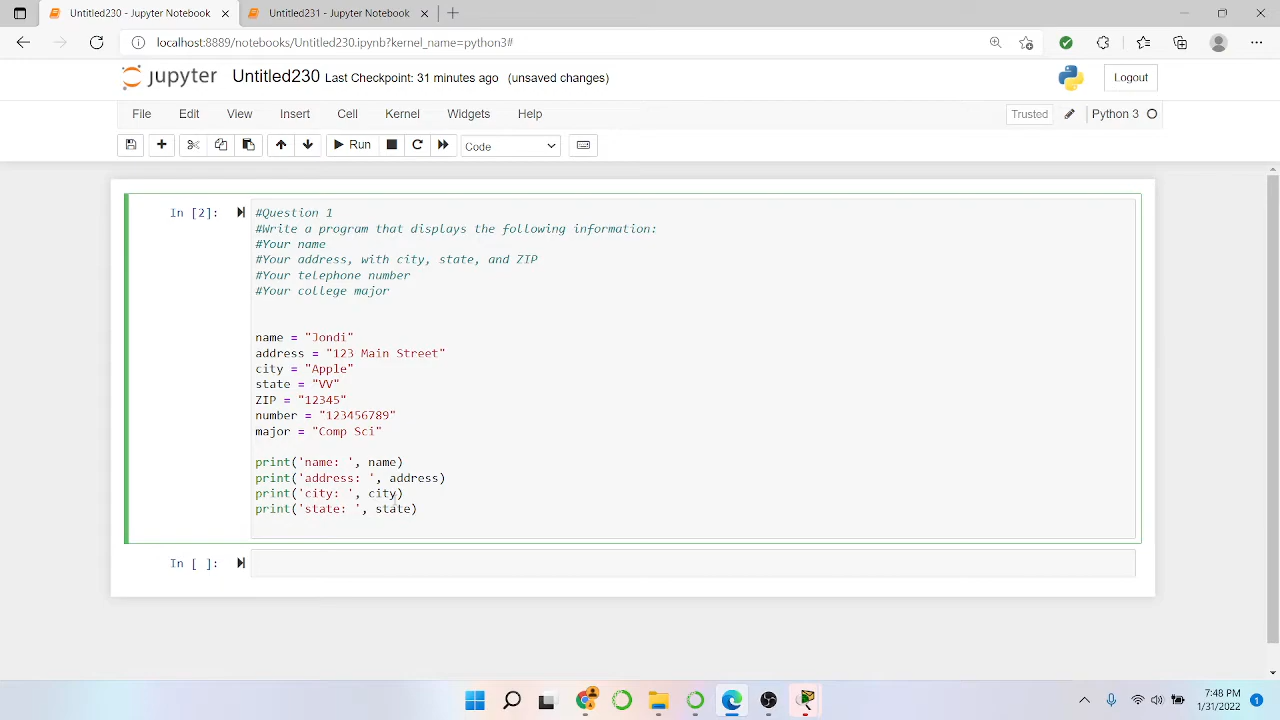 Untitled230 - Jupyter Notebook
Untitled231 - Jupyter Notebook
localhost:8889/notebooks/Untitled230.ipynb?kernel_name=python3#
jupyter Untitled230 Last Checkpoint: 31 minutes ago (unsaved changes)
Logout
File Edit View Insert Cell Kernel Widgets Help
Trusted Python 3
Run Code
In [2]:
#Question 1
#Write a program that displays the following information:
#Your name
#Your address, with city, state, and ZIP
#Your telephone number
#Your college major
name = "Jondi"
address = "123 Main Street"
city = "Apple"
state = "VV"
ZIP = "12345"
number = "123456789"
major = "Comp Sci"
print('name: ', name)
print('address: ', address)
print('city: ', city)
print('state: ', state)
In [ ]:
7:48 PM
1/31/2022
1